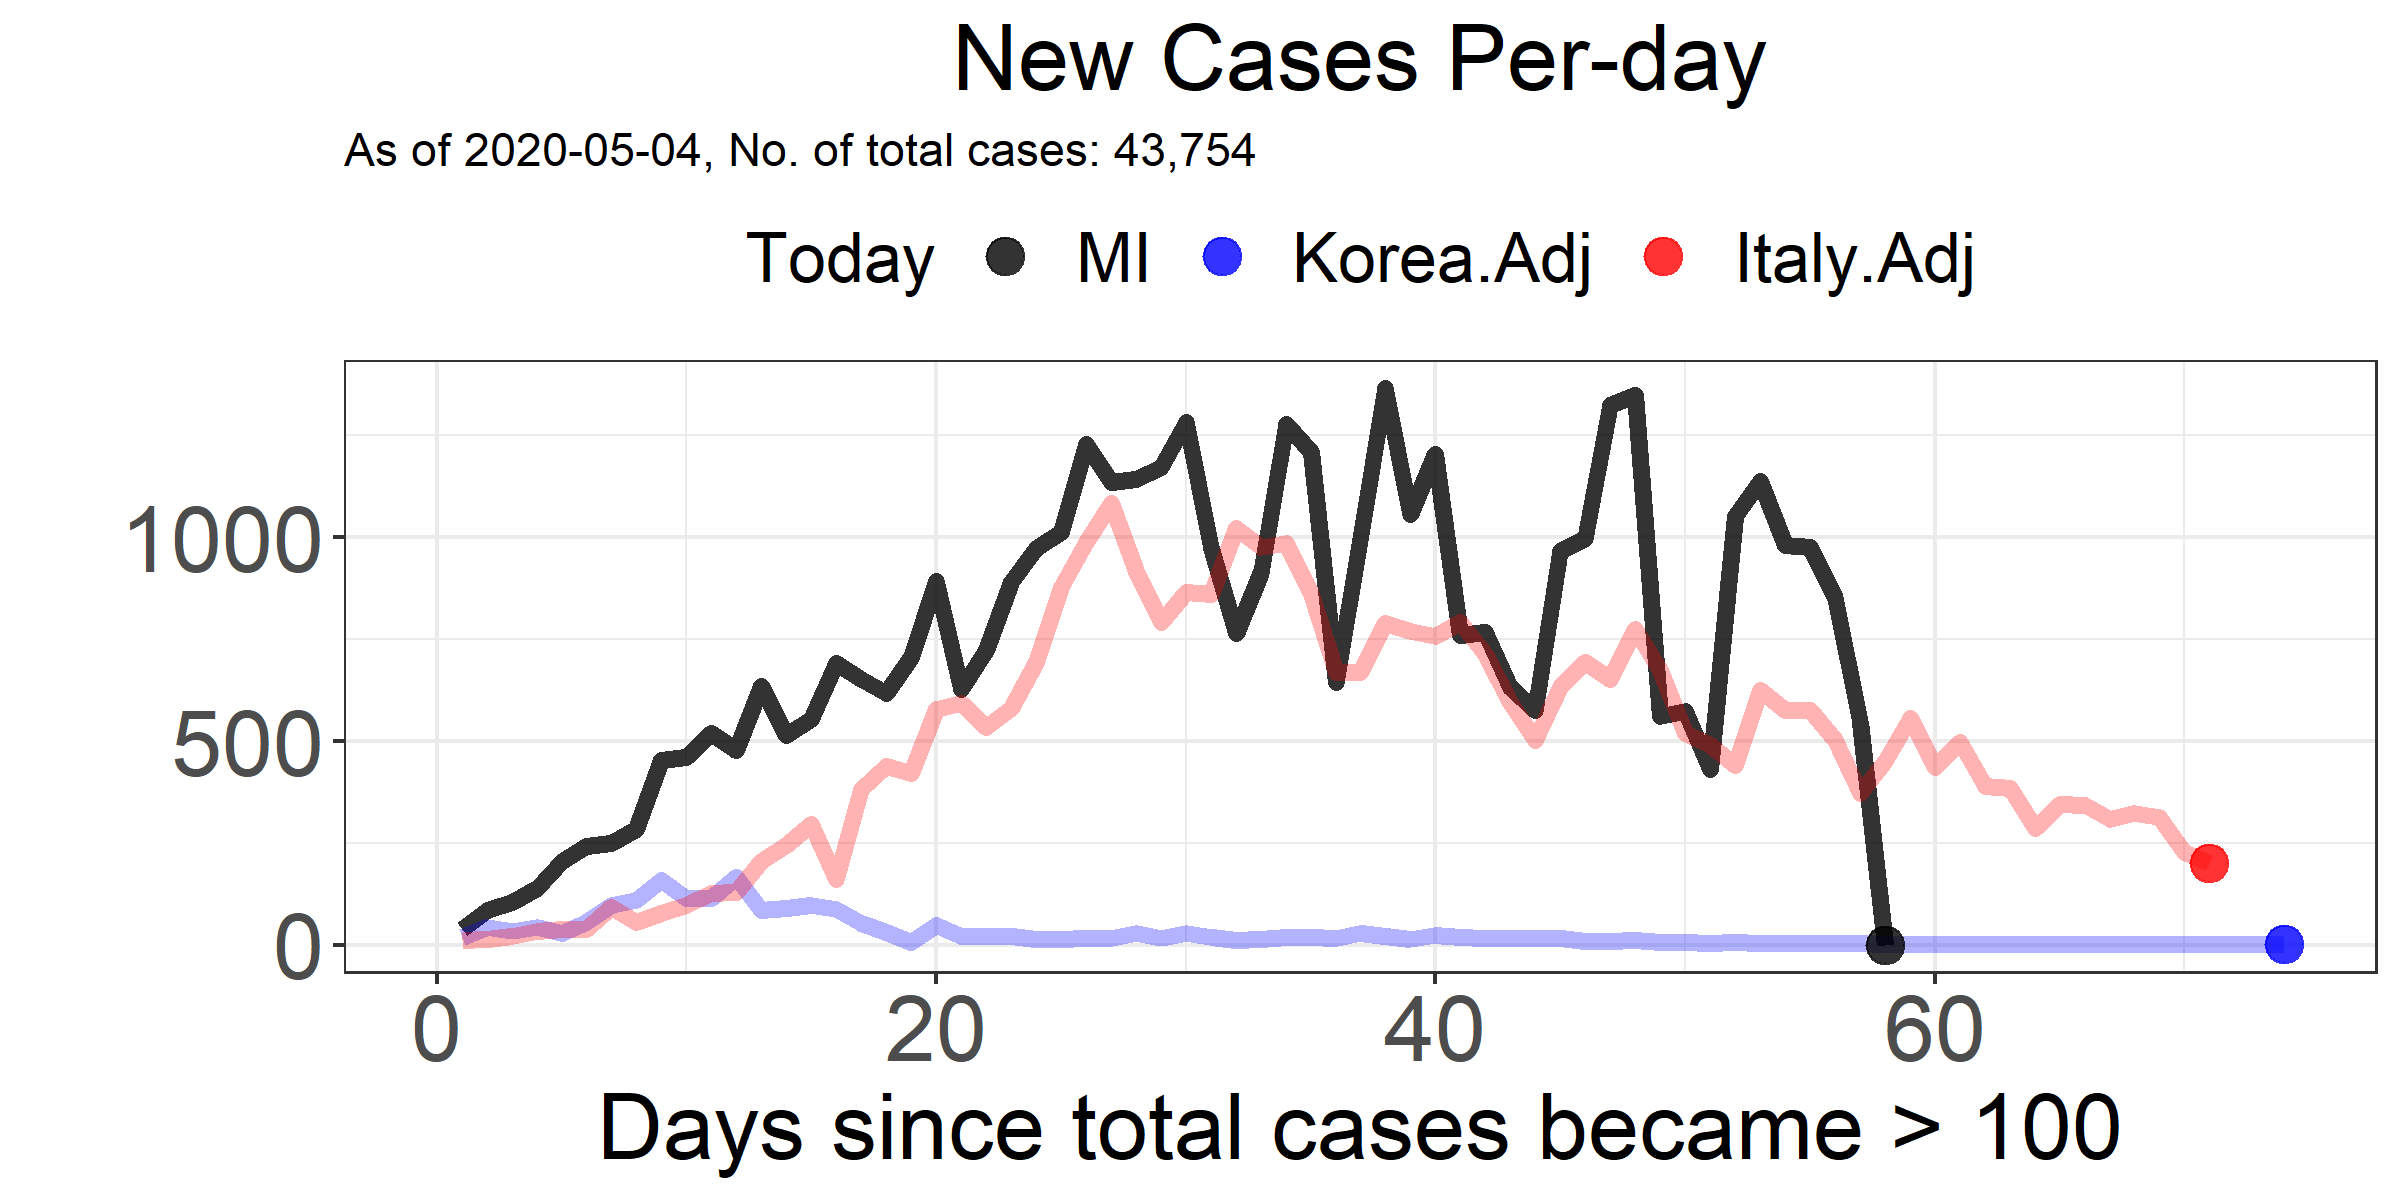 New Cases Per-day
As of 2020-05-04, No. of total cases: 43,754
Today MI Korea.Adj Italy.Adj
1000
500
0
0 20 40 60
Days since total cases became > 100